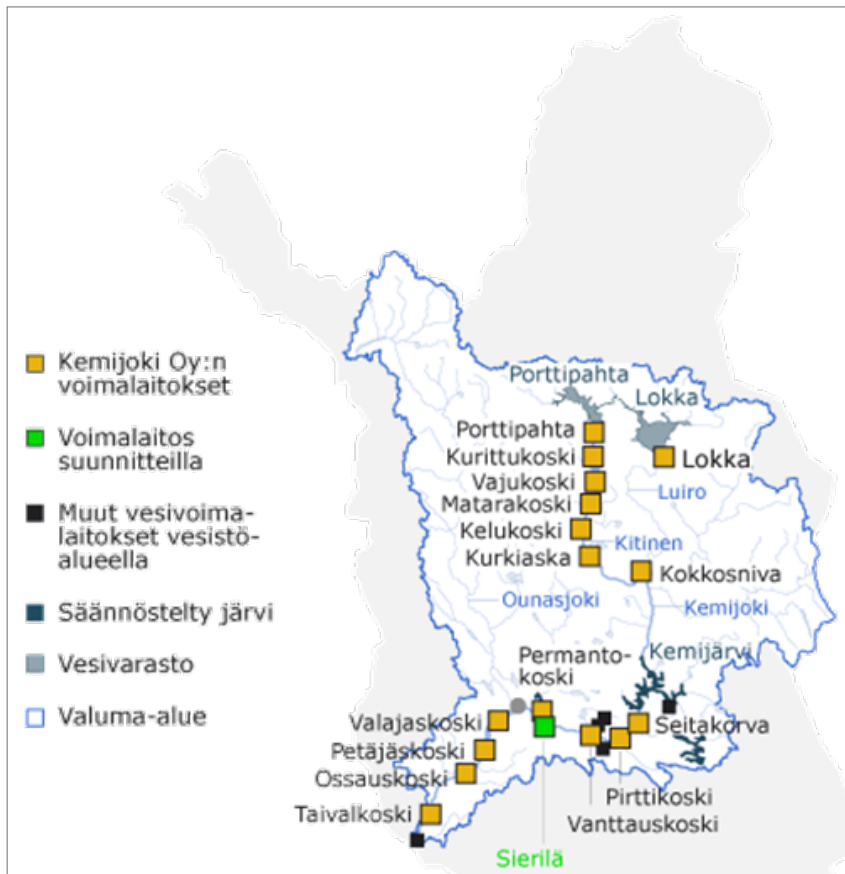 Kemijoki Oy:n
voimalaitokset
Voimalaitos
suunnitteilla
Muut vesivoima-
laitokset vesistö-
alueella
Säännöstelty järvi
Vesivarasto
Valuma-alue
Porttipahta
Lokka
Porttipahta
Kurittukoski
Lokka
Vajukoski
Luiro
Matarakoski
Kelukoski
Kitinen
Kurkiaska
Kokkosniva
Ounasjoki
Kemijoki
Kemijärvi
Permanto-
koski
Valajaskoski
Seitakorva
Petäjäskoski
Ossauskoski
Pirttikoski
Taivalkoski
Vanttauskoski
Sierilä